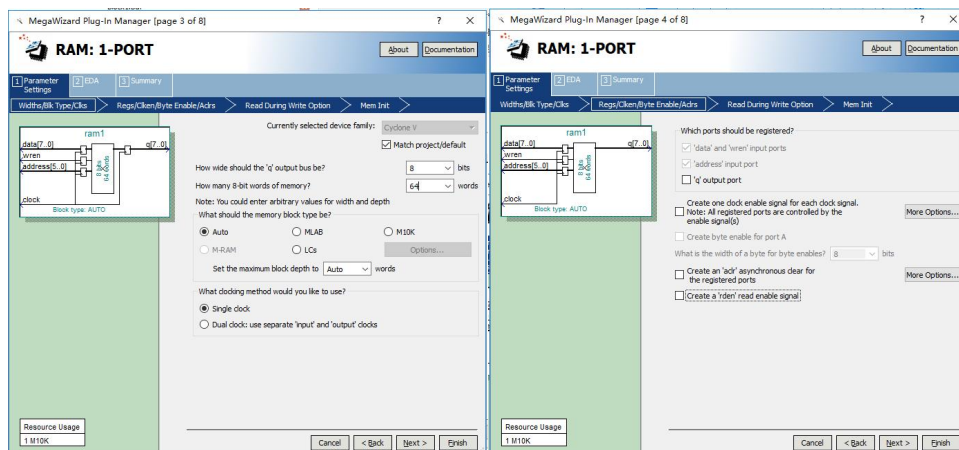 MegaWizard Plug-In Manager [page 3 of 8]
? X
RAM: 1-PORT
About
Documentation
1 Parameter Settings
2 EDA
3 Summary
Widths/Blk Type/Clks
Regs/Clken/Byte Enable/Adrs
Read During Write Option
Mem Init
ram1
data[7..0]
wren
address[5..0]
clock
q[7..0]
8 bits
64 words
Block type: AUTO
Currently selected device family:
Cyclone V
Match project/default
How wide should the 'q' output bus be?
8
bits
How many 8-bit words of memory?
64
words
Note: You could enter arbitrary values for width and depth
What should the memory block type be?
Auto
MLAB
M10K
M-RAM
LCs
Options...
Set the maximum block depth to
Auto
words
What clocking method would you like to use?
Single clock
Dual clock: use separate 'input' and 'output' clocks
Resource Usage
1 M10K
Cancel
< Back
Next >
Finish
MegaWizard Plug-In Manager [page 4 of 8]
? X
RAM: 1-PORT
About
Documentation
1 Parameter Settings
2 EDA
3 Summary
Widths/Blk Type/Clks
Regs/Clken/Byte Enable/Adrs
Read During Write Option
Mem Init
ram1
data[7..0]
wren
address[5..0]
clock
q[7..0]
8 bits
64 words
Block type: AUTO
Which ports should be registered?
'data' and 'wren' input ports
'address' input port
'q' output port
Create one clock enable signal for each clock signal.
Note: All registered ports are controlled by the
enable signal(s)
More Options...
Create byte enable for port A
What is the width of a byte for byte enables?
8
bits
Create an 'aclr' asynchronous clear for
the registered ports
More Options...
Create a 'rden' read enable signal
Resource Usage
1 M10K
Cancel
< Back
Next >
Finish